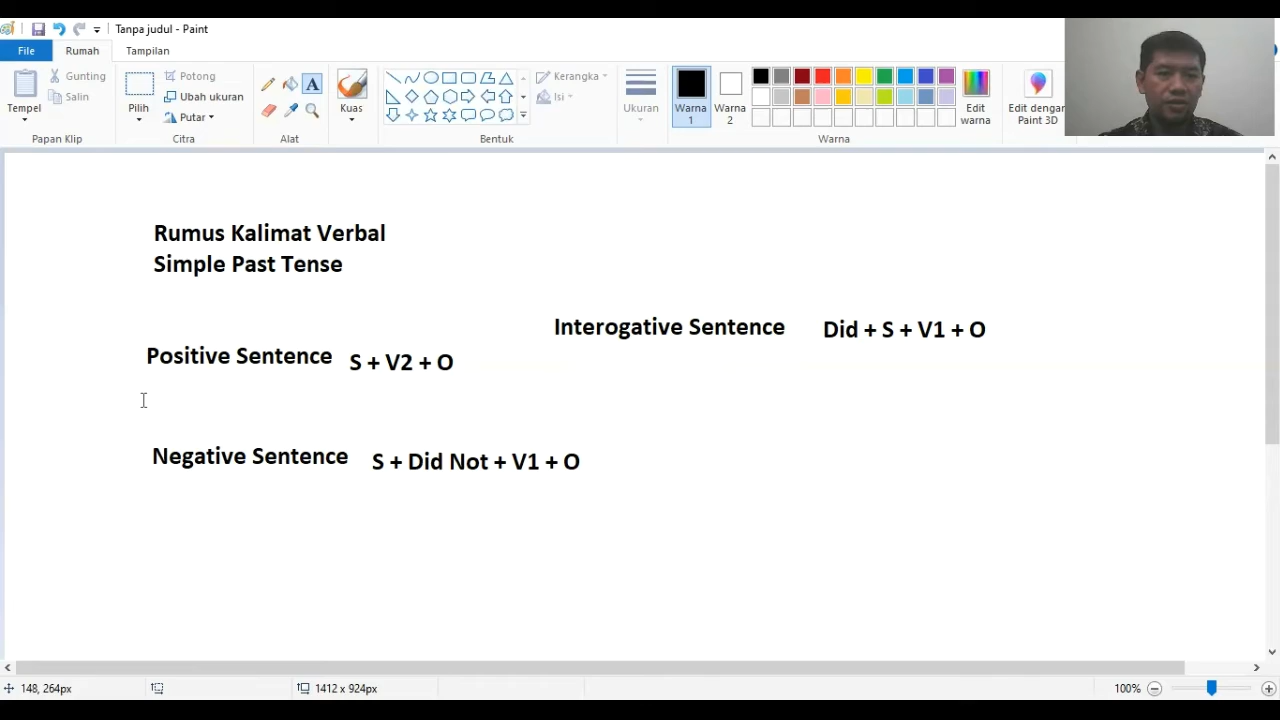 Tanpa judul - Paint
File Rumah Tampilan
Tempel
Gunting
Salin
Papan Klip
Pilih
Potong
Ubah ukuran
Putar
Citra
A
Alat
Kuas
Kerangka
Isi
Bentuk
Ukuran
Warna 1
Warna 2
Edit warna
Warna
Edit dengan Paint 3D
Rumus Kalimat Verbal
Simple Past Tense
Interogative Sentence Did + S + V1 + O
Positive Sentence S + V2 + O
Negative Sentence S + Did Not + V1 + O
148, 264px
1412 x 924px
100%